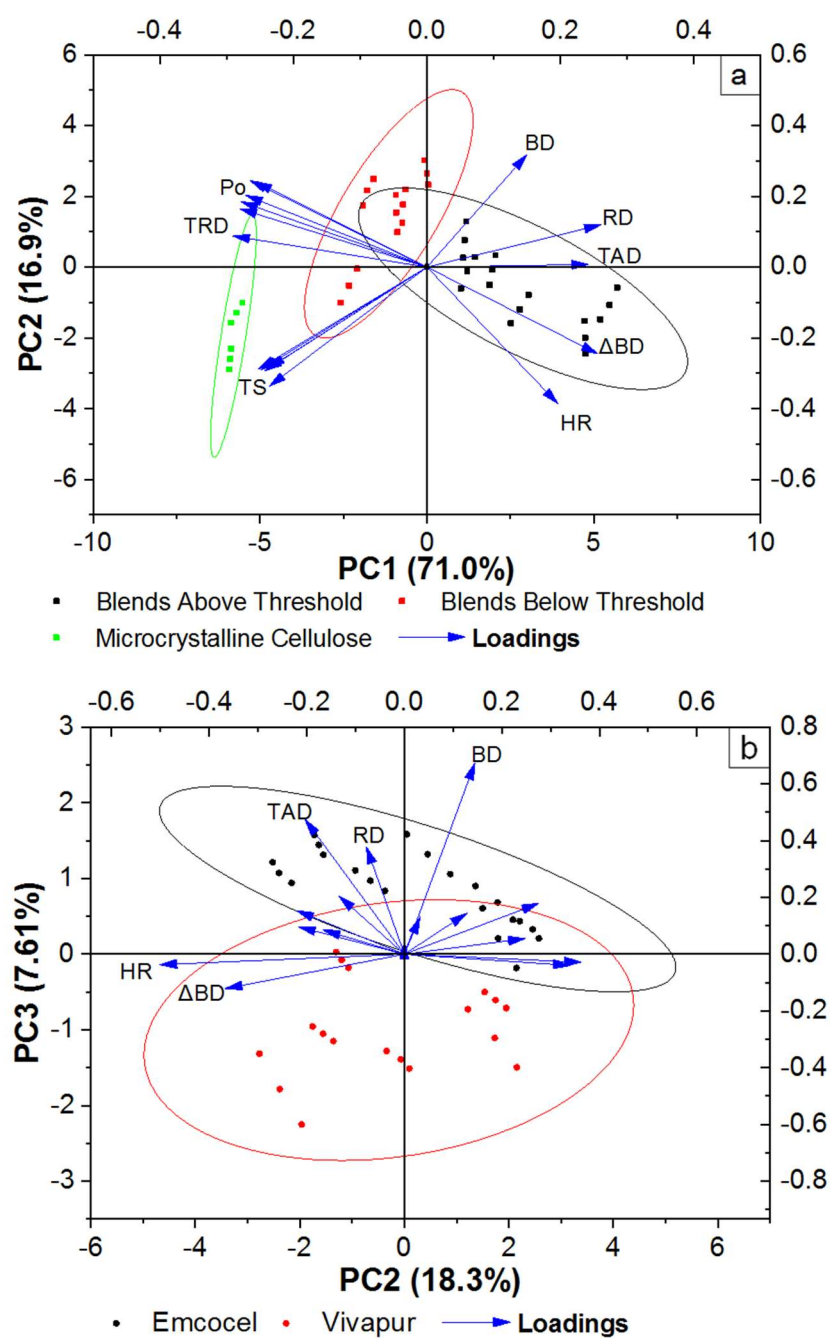 -0.4 -0.2 0.0 0.2 0.4
a
6 0.6
4 0.4
2 0.2
0 0.0
-2 -0.2
-4 -0.4
-6 -0.6
BD
Po
RD
TRD
TAD
ΔBD
TS
HR
PC2 (16.9%)
-10 -5 0 5 10
PC1 (71.0%)
Blends Above Threshold Blends Below Threshold
Microcrystalline Cellulose Loadings
-0.6 -0.4 -0.2 0.0 0.2 0.4 0.6
b
3 0.8
0.6
2
0.4
1
0.2
0 0.0
-0.2
-1
-0.4
-2
-0.6
-3
-0.8
BD
TAD
RD
HR
ΔBD
PC3 (7.61%)
-6 -4 -2 0 2 4 6
PC2 (18.3%)
Emcocel Vivapur Loadings